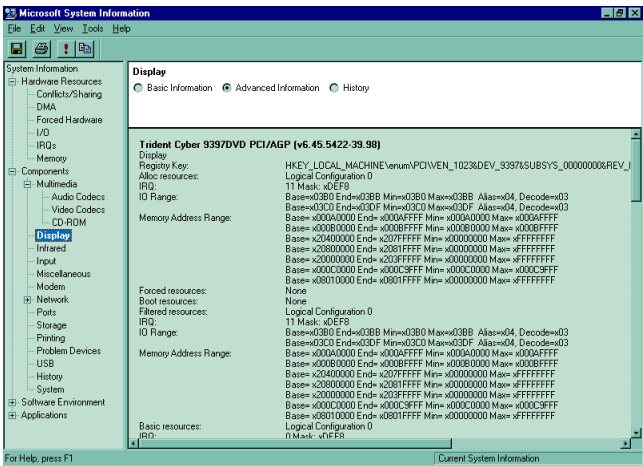 Microsoft System Information
File Edit View Tools Help
System Information
Hardware Resources
Conflicts/Sharing
DMA
Forced Hardware
I/O
IRQs
Memory
Components
Multimedia
Audio Codecs
Video Codecs
CD-ROM
Display
Infrared
Input
Miscellaneous
Modem
Network
Ports
Storage
Printing
Problem Devices
USB
History
System
Software Environment
Applications
Display
Basic Information Advanced Information History
Trident Cyber 9397DVD PCI/AGP (v6.45.5422-39.98)
Display
Registry Key: HKEY_LOCAL_MACHINE\enum\PCI\VEN_1023&DEV_9397&SUBSYS_00000000&REV_
Alloc resources: Logical Configuration 0
IRQ: 11 Mask: xDEF8
IO Range: Base=x03B0 End=x03BB Min=x03B0 Max=x03BB Alias=x04, Decode=x03
Base=x03C0 End=x03DF Min=x03C0 Max=x03DF Alias=x04, Decode=x03
Memory Address Range: Base= x000A0000 End= x000AFFFF Min= x000A0000 Max= x000AFFFF
Base= x000B0000 End= x000BFFFF Min= x000B0000 Max= x000BFFFF
Base= x20400000 End= x207FFFFF Min= x00000000 Max= xFFFFFFFF
Base= x20800000 End= x2081FFFF Min= x00000000 Max= xFFFFFFFF
Base= x20000000 End= x203FFFFF Min= x00000000 Max= xFFFFFFFF
Base= x000C0000 End= x000C9FFF Min= x000C0000 Max= x000C9FFF
Base= x08010000 End= x0801FFFF Min= x00000000 Max= xFFFFFFFF
Forced resources: None
Boot resources: None
Filtered resources: Logical Configuration 0
IRQ: 11 Mask: xDEF8
IO Range: Base=x03B0 End=x03BB Min=x03B0 Max=x03BB Alias=x04, Decode=x03
Base=x03C0 End=x03DF Min=x03C0 Max=x03DF Alias=x04, Decode=x03
Memory Address Range: Base= x000A0000 End= x000AFFFF Min= x000A0000 Max= x000AFFFF
Base= x000B0000 End= x000BFFFF Min= x000B0000 Max= x000BFFFF
Base= x20400000 End= x207FFFFF Min= x00000000 Max= xFFFFFFFF
Base= x20800000 End= x2081FFFF Min= x00000000 Max= xFFFFFFFF
Base= x20000000 End= x203FFFFF Min= x00000000 Max= xFFFFFFFF
Base= x000C0000 End= x000C9FFF Min= x000C0000 Max= x000C9FFF
Base= x08010000 End= x0801FFFF Min= x00000000 Max= xFFFFFFFF
Basic resources: Logical Configuration 0
IRQ: 0 Mask: xDEF8
For Help, press F1
Current System Information